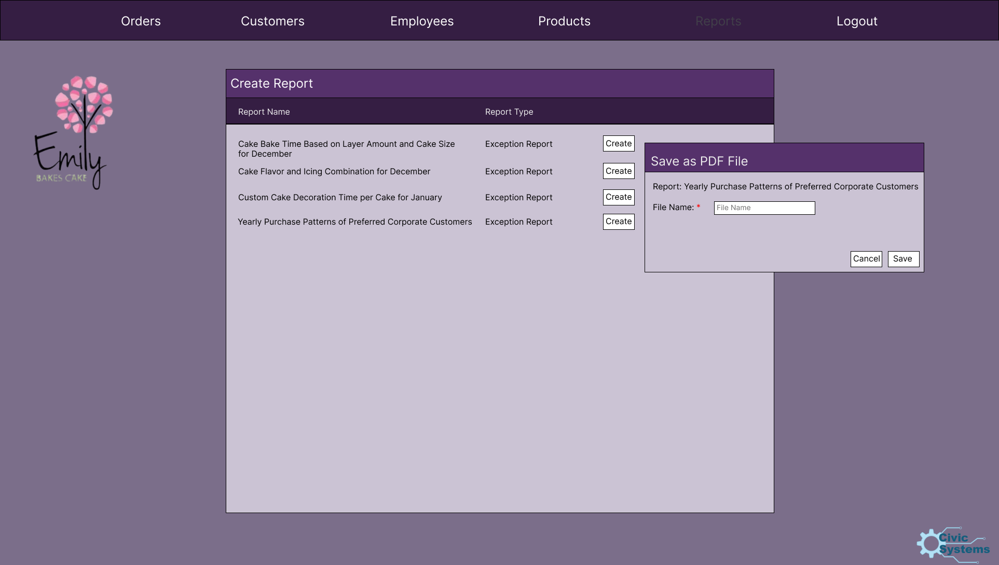 Orders Customers Employees Products Reports Logout
Emily
BAKES CAKE
Create Report
Report Name Report Type
Cake Bake Time Based on Layer Amount and Cake Size
for December
Exception Report Create
Cake Flavor and Icing Combination for December Exception Report Create
Custom Cake Decoration Time per Cake for January Exception Report Create
Yearly Purchase Patterns of Preferred Corporate Customers Exception Report Create
Save as PDF File
Report: Yearly Purchase Patterns of Preferred Corporate Customers
File Name: * File Name
Cancel Save
Civic
Systems